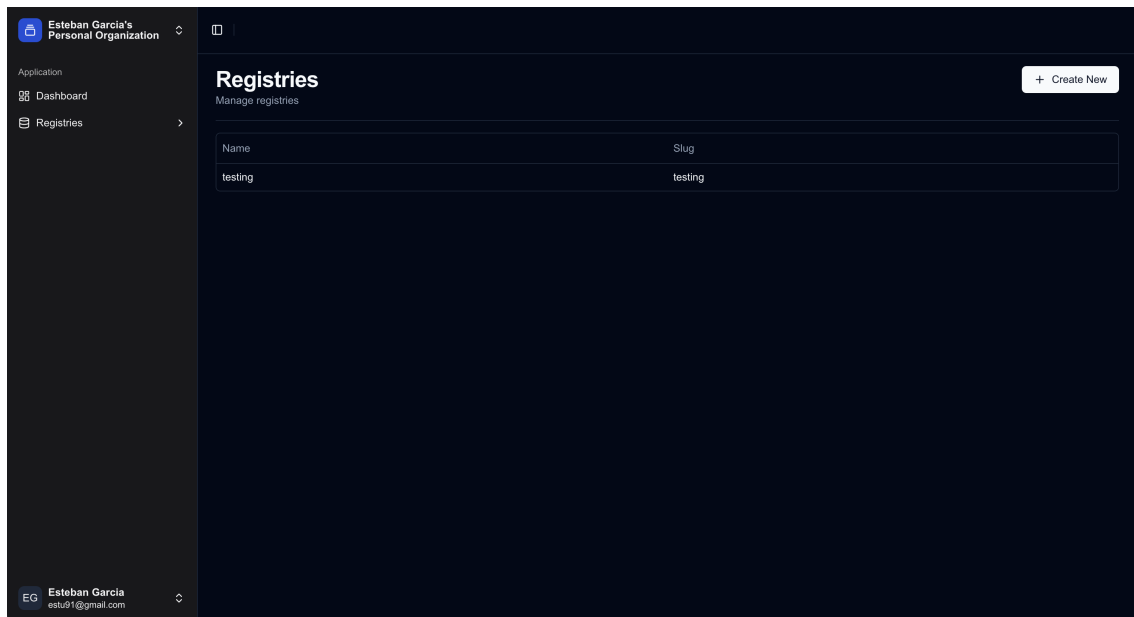 Esteban Garcia's
Personal Organization
Application
Dashboard
Registries
Registries
Manage registries
Create New
Name Slug
testing testing
EG
Esteban Garcia
estu91@gmail.com